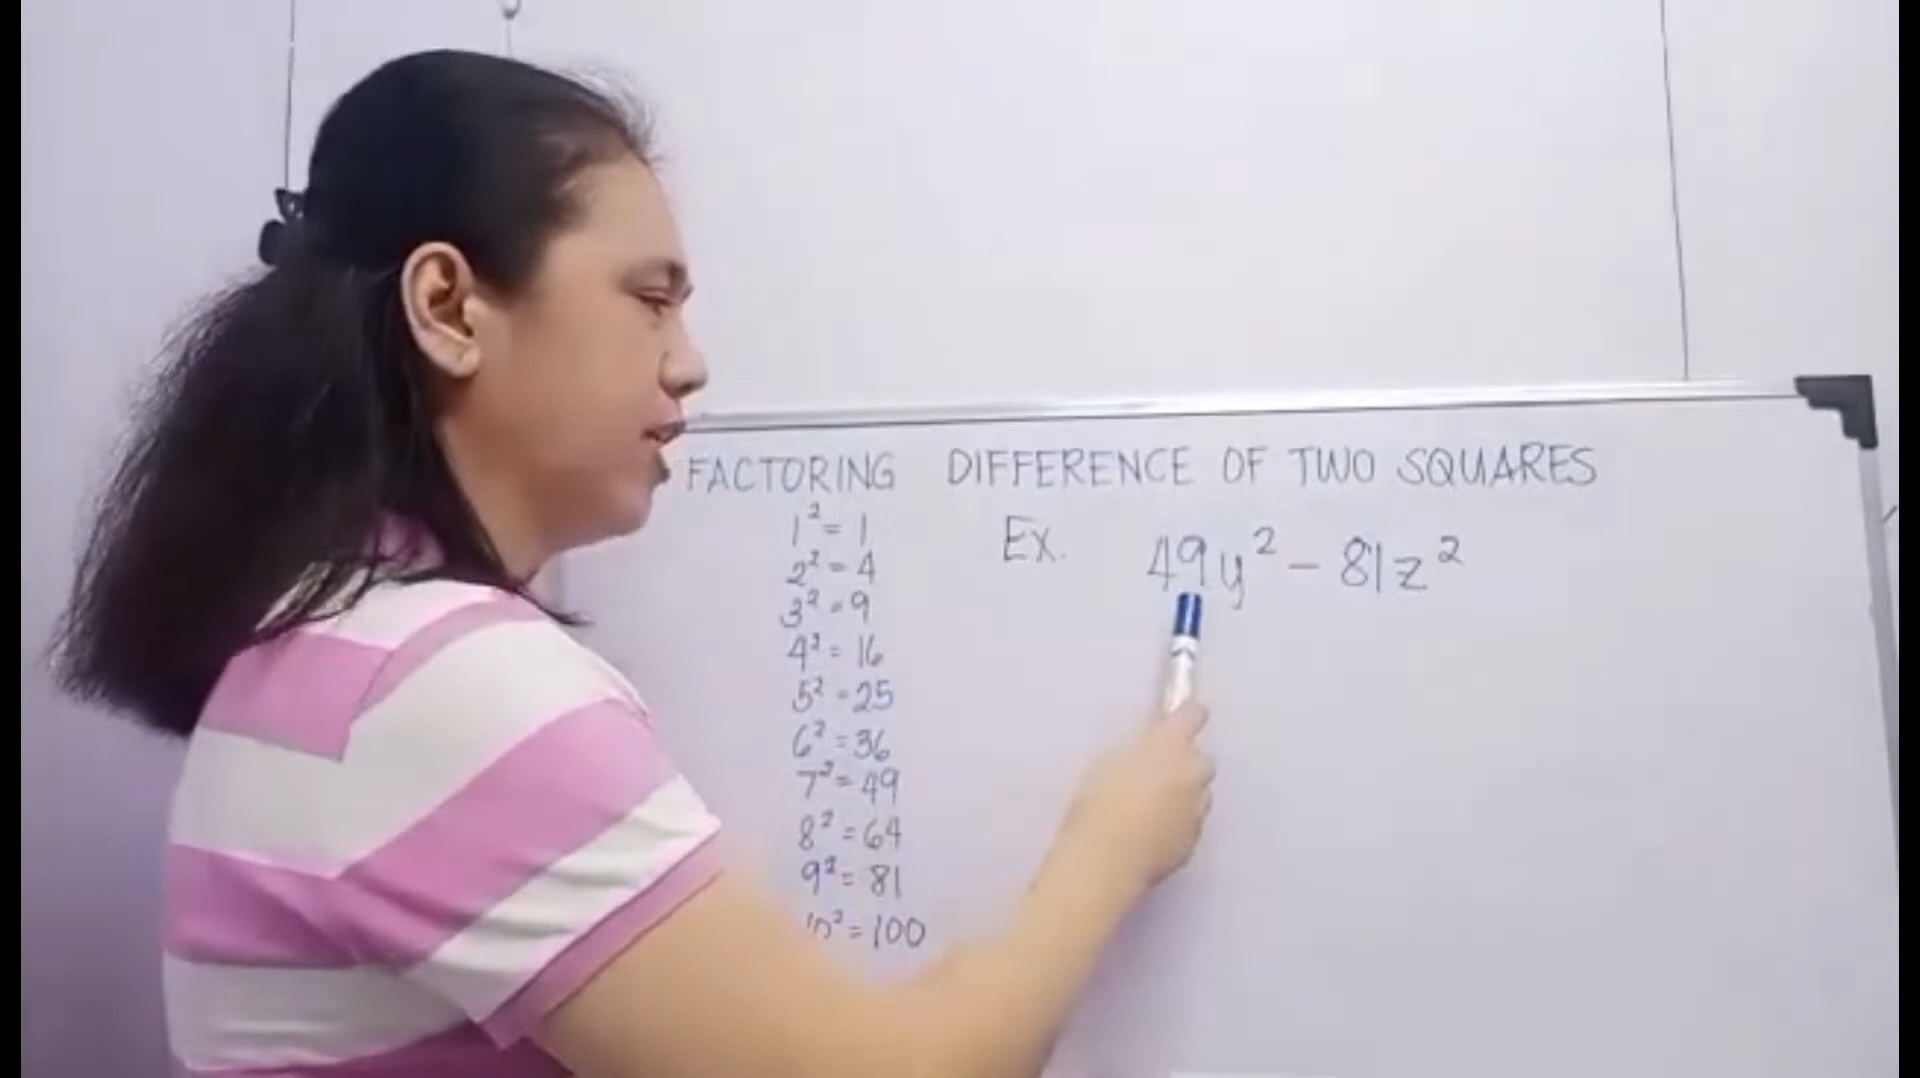 FACTORING DIFFERENCE OF TWO SQUARES
1² = 1
2² = 4
3² = 9
4² = 16
5² = 25
6² = 36
7² = 49
8² = 64
9² = 81
10² = 100
Ex. 49y² - 81z²